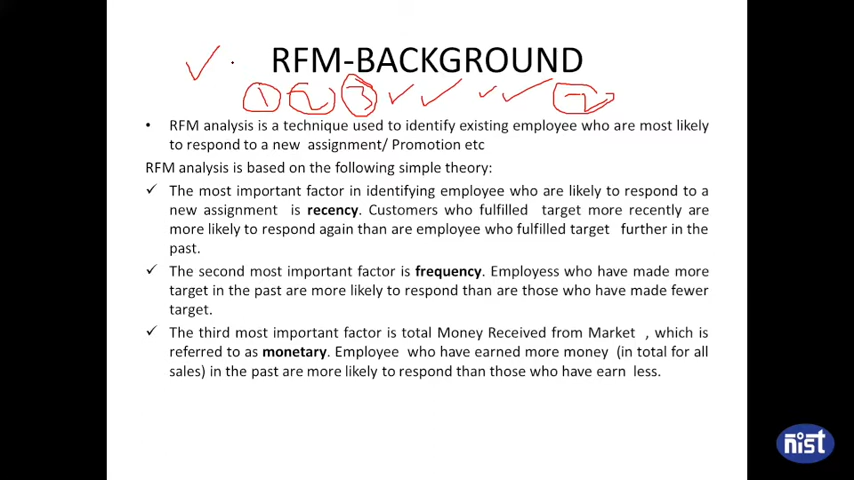 RFM-BACKGROUND
1 2 3
• RFM analysis is a technique used to identify existing employee who are most likely
to respond to a new assignment/ Promotion etc
RFM analysis is based on the following simple theory:
✓ The most important factor in identifying employee who are likely to respond to a
new assignment is recency. Customers who fulfilled target more recently are
more likely to respond again than are employee who fulfilled target further in the
past.
✓ The second most important factor is frequency. Employess who have made more
target in the past are more likely to respond than are those who have made fewer
target.
✓ The third most important factor is total Money Received from Market , which is
referred to as monetary. Employee who have earned more money (in total for all
sales) in the past are more likely to respond than those who have earn less.
nist